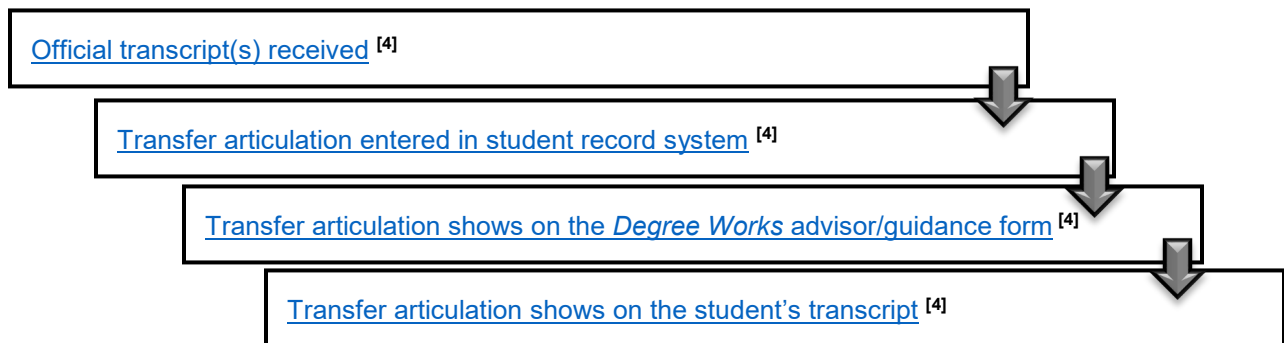 Official transcript(s) received [4]
Transfer articulation entered in student record system [4]
Transfer articulation shows on the Degree Works advisor/guidance form [4]
Transfer articulation shows on the student’s transcript [4]